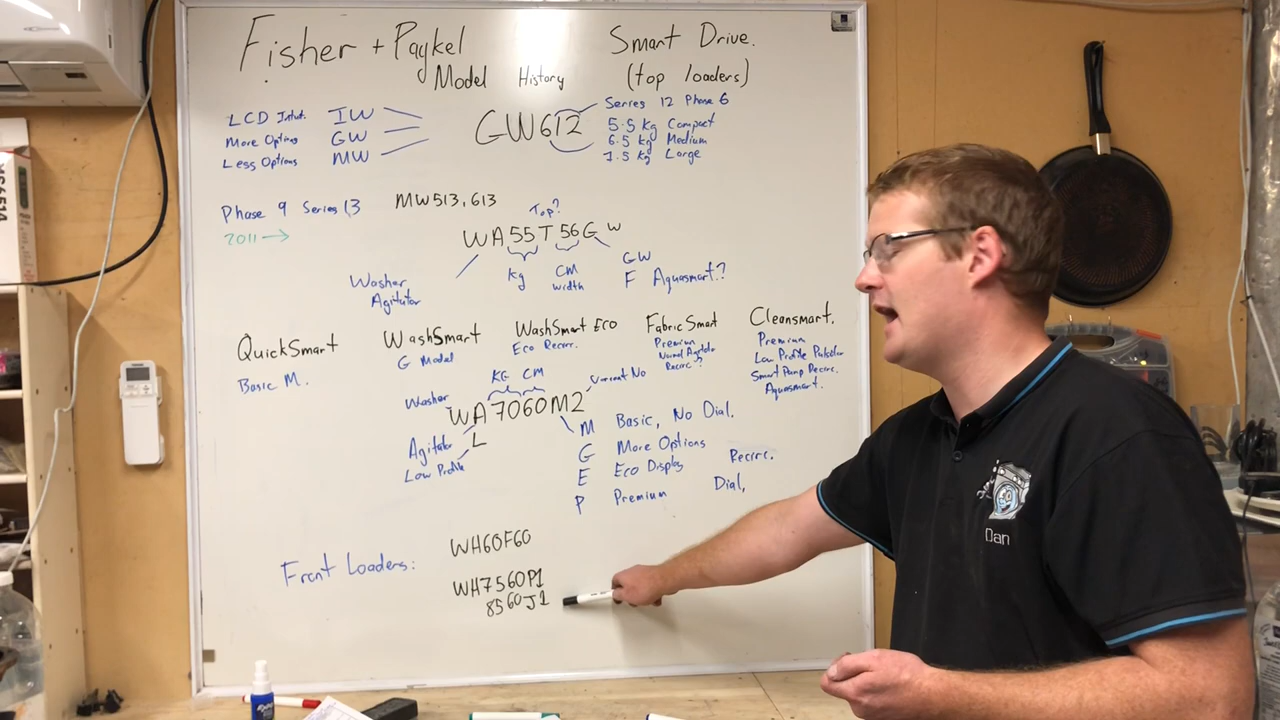 Fisher + Paykel Smart Drive.
Model History (top loaders)
LCD Intuit. IW
More Options GW
Less Options MW
GW612
Series 12 Phase 6
5.5 kg Compact
6.5 kg Medium
7.5 kg Large
Phase 9 Series 13 MW513, 613
2011 →
Top?
WA55T56G W
Washer
Agitator
kg
CM
width
GW
F Aquasmart?
QuickSmart
Basic M.
WashSmart
G Model
WashSmart Eco
Eco Recirc.
FabricSmart
Premium
Normal Agitator
Recirc?
Cleansmart.
Premium
Low Profile
Smart Pump Recirc.
Aquasmart.
KG CM
Variant No
Washer
WA7060M2
Agitator L
Low Profile
M Basic, No Dial.
G More Options
E Eco Display Recirc.
P Premium Dial,
Front Loaders:
WH60F60
WH7560P1
8560J1
Dan